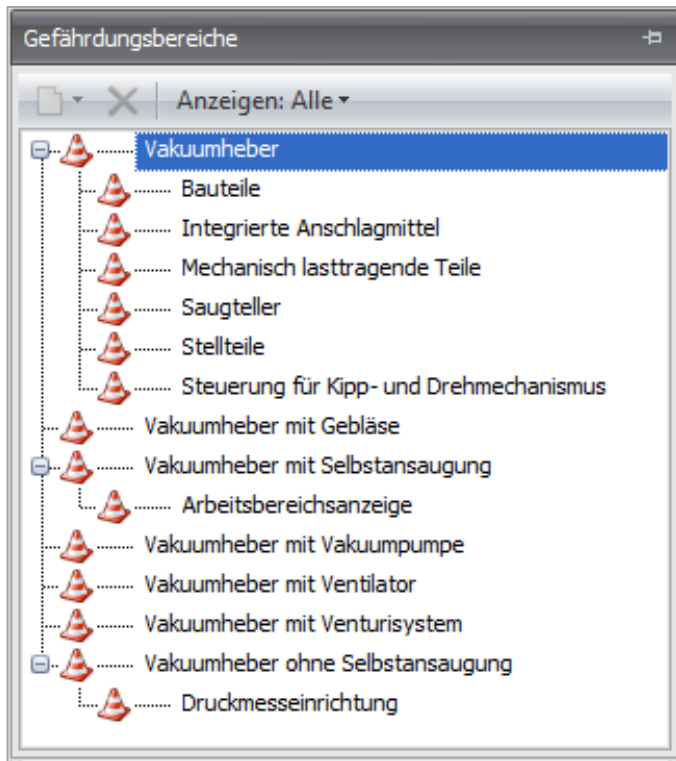 Gefährdungsbereiche
Anzeigen: Alle
Vakuumheber
Bauteile
Integrierte Anschlagmittel
Mechanisch lasttragende Teile
Saugteller
Stellteile
Steuerung für Kipp- und Drehmechanismus
Vakuumheber mit Gebläse
Vakuumheber mit Selbstansaugung
Arbeitsbereichsanzeige
Vakuumheber mit Vakuumpumpe
Vakuumheber mit Ventilator
Vakuumheber mit Venturisystem
Vakuumheber ohne Selbstansaugung
Druckmesseinrichtung